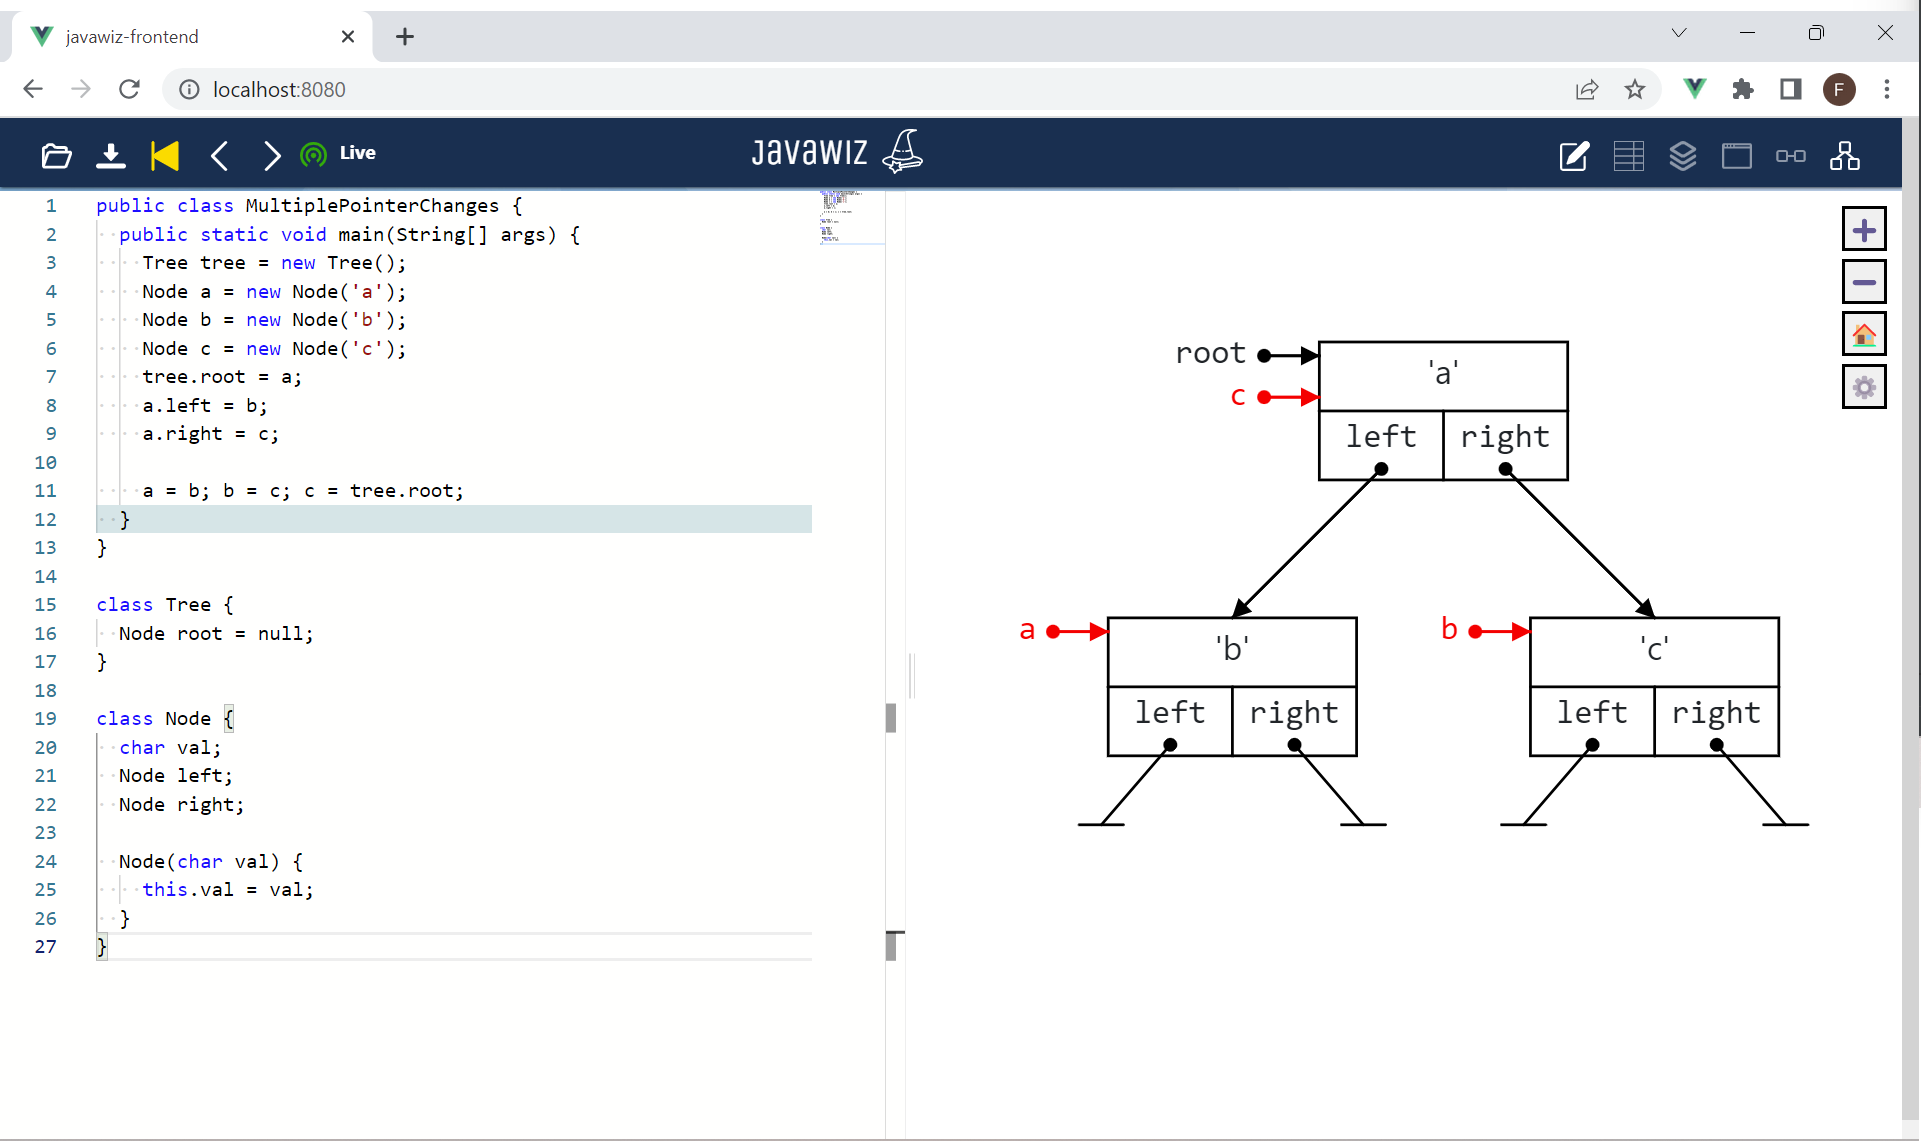 javawiz-frontend
localhost:8080
F
Live
JavaWiz
1 public class MultiplePointerChanges {
2 public static void main(String[] args) {
3 Tree tree = new Tree();
4 Node a = new Node('a');
5 Node b = new Node('b');
6 Node c = new Node('c');
7 tree.root = a;
8 a.left = b;
9 a.right = c;
10
11 a = b; b = c; c = tree.root;
12 }
13 }
14
15 class Tree {
16 Node root = null;
17 }
18
19 class Node {
20 char val;
21 Node left;
22 Node right;
23
24 Node(char val) {
25 this.val = val;
26 }
27 }
root
c
'a'
left right
a
'b'
left right
b
'c'
left right